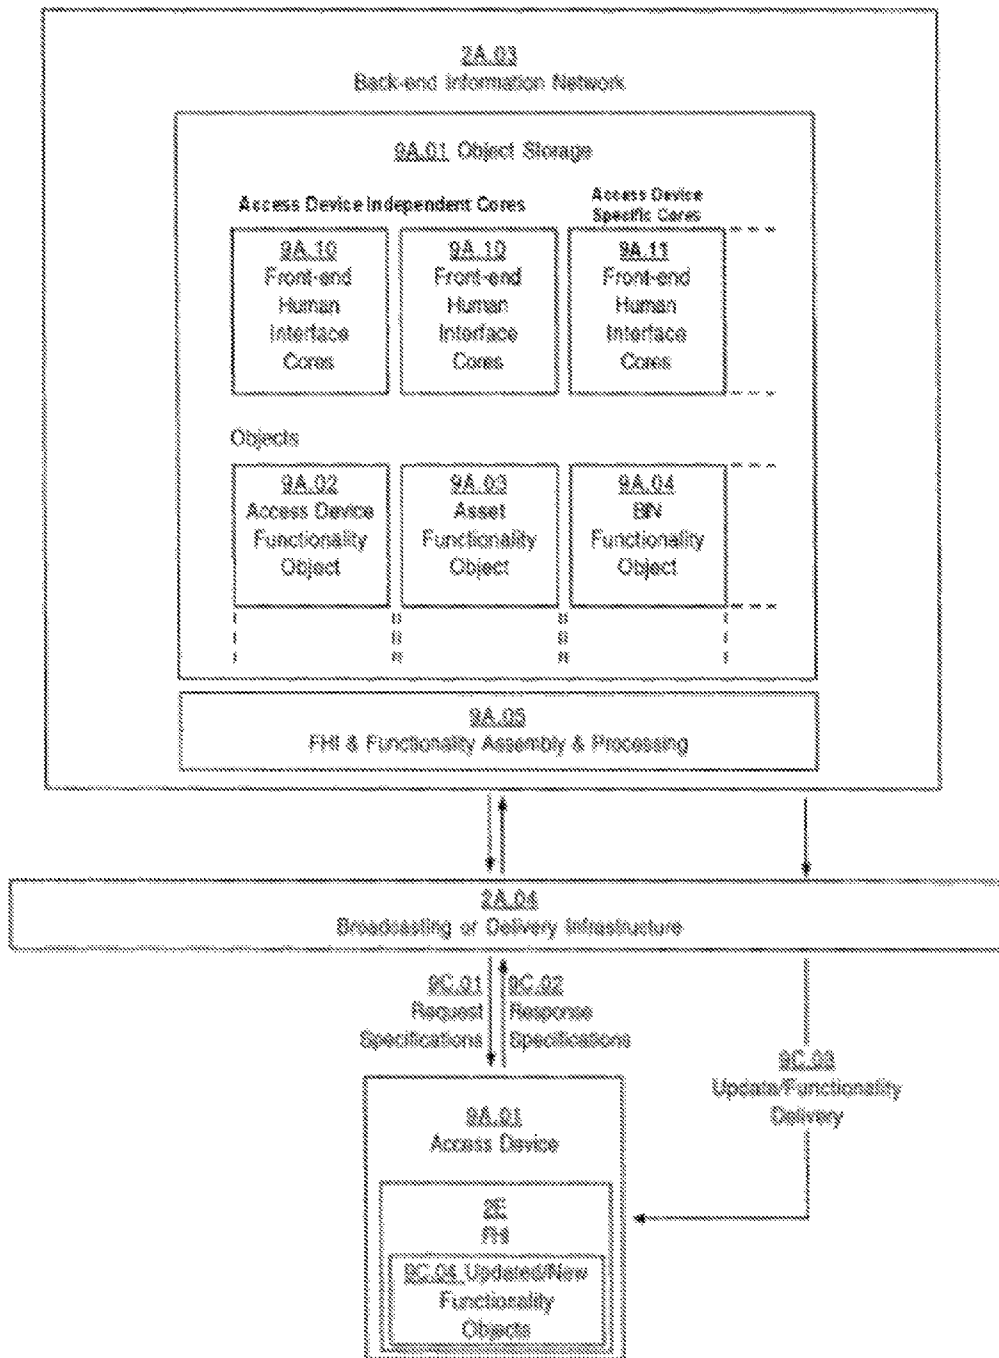 2A.03
Back-end Information Network
9A.01 Object Storage
Access Device Independent Cores
Access Device
Specific Cores
9A.10
Front-end
Human
Interface
Cores
9A.10
Front-end
Human
Interface
Cores
9A.11
Front-end
Human
Interface
Cores
Objects
9A.02
Access Device
Functionality
Object
9A.03
Asset
Functionality
Object
9A.04
BIN
Functionality
Object
9A.05
FHI & Functionality Assembly & Processing
2A.04
Broadcasting or Delivery Infrastructure
9C.01
Request
Specifications
9C.02
Response
Specifications
9C.03
Update/Functionality
Delivery
9A.01
Access Device
2E
FHI
9C.04 Updated/New
Functionality
Objects